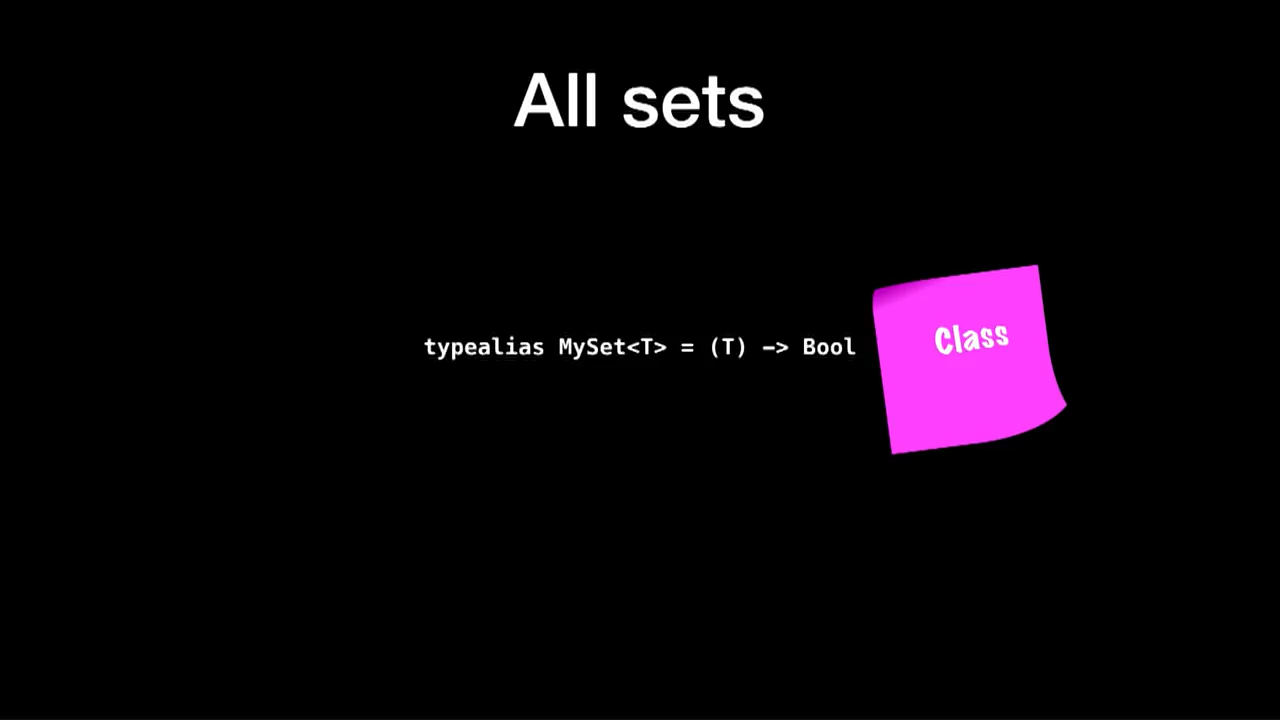 All sets
typealias MySet<T> = (T) -> Bool
Class